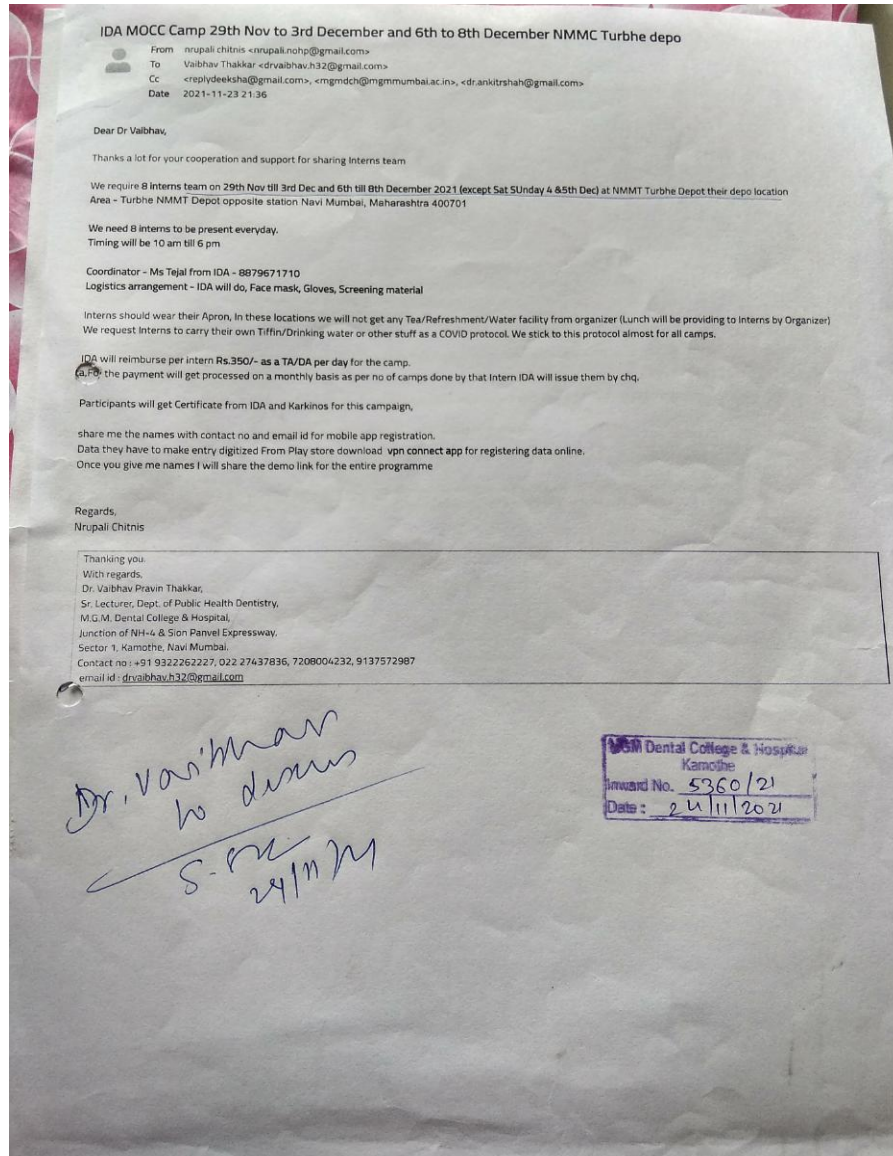 IDA MOCC Camp 29th Nov to 3rd December and 6th to 8th December NMMC Turbhe depo
From nrupali chitnis <nrupali.nohp@gmail.com>
To Vaibhav Thakkar <drvaibhav.h32@gmail.com>
Cc <replydeeksha@gmail.com>, <mgmdch@mgmmumbai.ac.in>, <dr.ankitrshah@gmail.com>
Date 2021-11-23 21:36
Dear Dr Vaibhav,
Thanks a lot for your cooperation and support for sharing Interns team
We require 8 interns team on 29th Nov till 3rd Dec and 6th till 8th December 2021 (except Sat SUnday 4 &5th Dec) at NMMT Turbhe Depot their depo location
Area - Turbhe NMMT Depot opposite station Navi Mumbai, Maharashtra 400701
We need 8 interns to be present everyday.
Timing will be 10 am till 6 pm
Coordinator - Ms Tejal from IDA - 8879671710
Logistics arrangement - IDA will do, Face mask, Gloves, Screening material
Interns should wear their Apron, In these locations we will not get any Tea/Refreshment/Water facility from organizer (Lunch will be providing to Interns by Organizer)
We request Interns to carry their own Tiffin/Drinking water or other stuff as a COVID protocol. We stick to this protocol almost for all camps.
IDA will reimburse per intern Rs.350/- as a TA/DA per day for the camp.
the payment will get processed on a monthly basis as per no of camps done by that Intern IDA will issue them by chq.
Participants will get Certificate from IDA and Karkinos for this campaign,
share me the names with contact no and email id for mobile app registration.
Data they have to make entry digitized From Play store download vpn connect app for registering data online.
Once you give me names I will share the demo link for the entire programme
Regards,
Nrupali Chitnis
Thanking you.
With regards,
Dr. Vaibhav Pravin Thakkar,
Sr. Lecturer, Dept. of Public Health Dentistry,
M.G.M. Dental College & Hospital,
Junction of NH-4 & Sion Panvel Expressway,
Sector 1, Kamothe, Navi Mumbai.
Contact no : +91 9322262227, 022 27437836, 7208004232, 9137572987
email id : drvaibhav.h32@gmail.com
Dr. Vaibhav
to discuss
24/11/21
MGM Dental College & Hospital
Kamothe
Inward No. 5360/21
Date : 24/11/2021